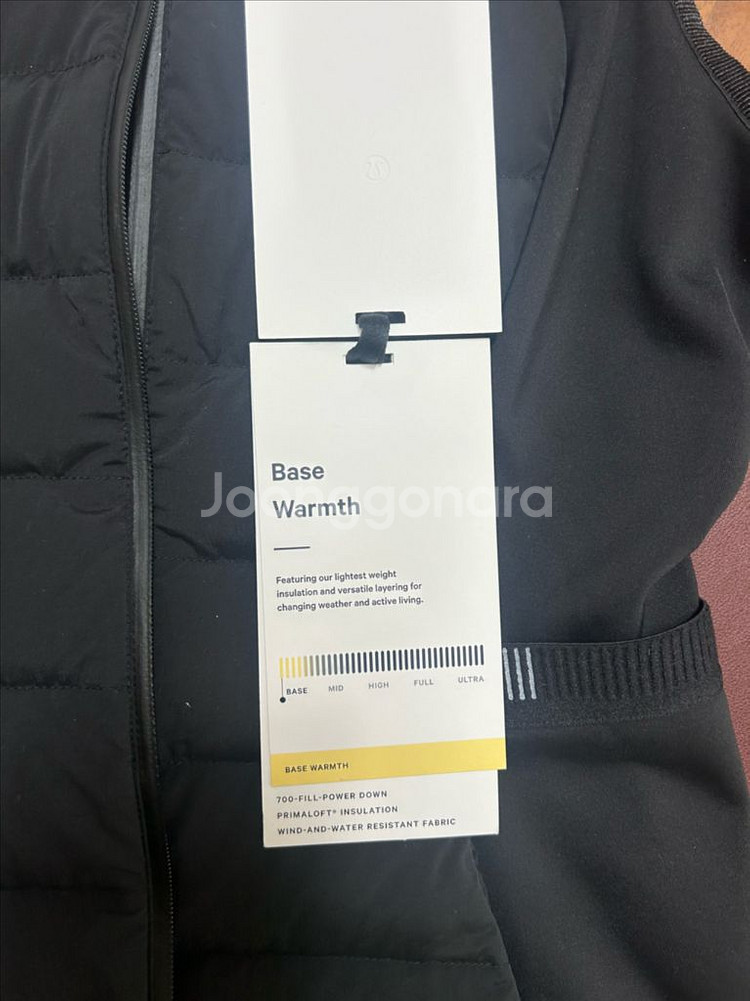 Base
Warmth
Joonggonara
Featuring our lightest weight
insulation and versatile layering for
changing weather and active living.
BASE MID HIGH FULL ULTRA
BASE WARMTH
700-FILL-POWER DOWN
PRIMALOFT® INSULATION
WIND-AND-WATER RESISTANT FABRIC